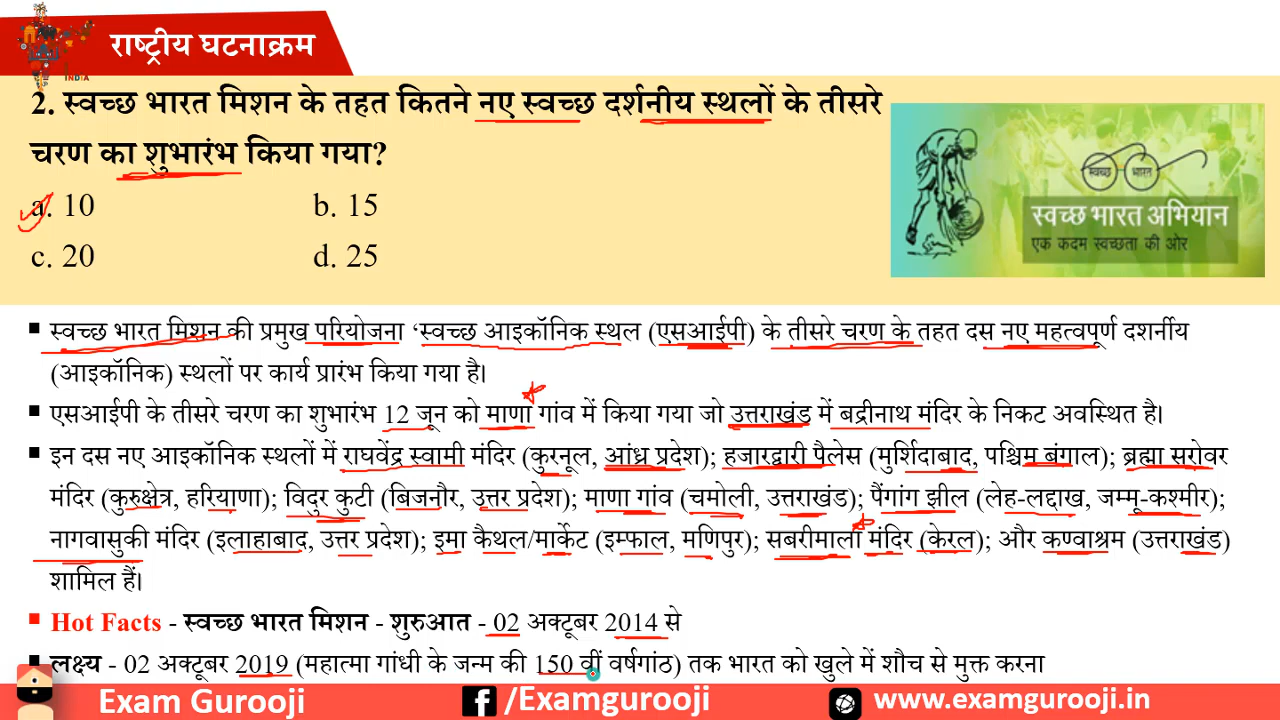 राष्ट्रीय घटनाक्रम
INDIA
2. स्वच्छ भारत मिशन के तहत कितने नए स्वच्छ दर्शनीय स्थलों के तीसरे
चरण का शुभारंभ किया गया?
a. 10 b. 15
c. 20 d. 25
स्वच्छ भारत
स्वच्छ भारत अभियान
एक कदम स्वच्छता की ओर
स्वच्छ भारत मिशन की प्रमुख परियोजना ‘स्वच्छ आइकॉनिक स्थल (एसआईपी) के तीसरे चरण के तहत दस नए महत्वपूर्ण दशर्नीय
(आइकॉनिक) स्थलों पर कार्य प्रारंभ किया गया है।
एसआईपी के तीसरे चरण का शुभारंभ 12 जून को माणा गांव में किया गया जो उत्तराखंड में बद्रीनाथ मंदिर के निकट अवस्थित है।
इन दस नए आइकॉनिक स्थलों में राघवेंद्र स्वामी मंदिर (कुरनूल, आंध्र प्रदेश); हजारद्वारी पैलेस (मुर्शिदाबाद, पश्चिम बंगाल); ब्रह्मा सरोवर
मंदिर (कुरुक्षेत्र, हरियाणा); विदुर कुटी (बिजनौर, उत्तर प्रदेश); माणा गांव (चमोली, उत्तराखंड); पैंगांग झील (लेह-लद्दाख, जम्मू-कश्मीर);
नागवासुकी मंदिर (इलाहाबाद, उत्तर प्रदेश); इमा कैथल/मार्केट (इम्फाल, मणिपुर); सबरीमाला मंदिर (केरल); और कण्वाश्रम (उत्तराखंड)
शामिल हैं।
Hot Facts - स्वच्छ भारत मिशन - शुरुआत - 02 अक्टूबर 2014 से
लक्ष्य - 02 अक्टूबर 2019 (महात्मा गांधी के जन्म की 150 वीं वर्षगांठ) तक भारत को खुले में शौच से मुक्त करना
Exam Gurooji /Examgurooji www.examgurooji.in